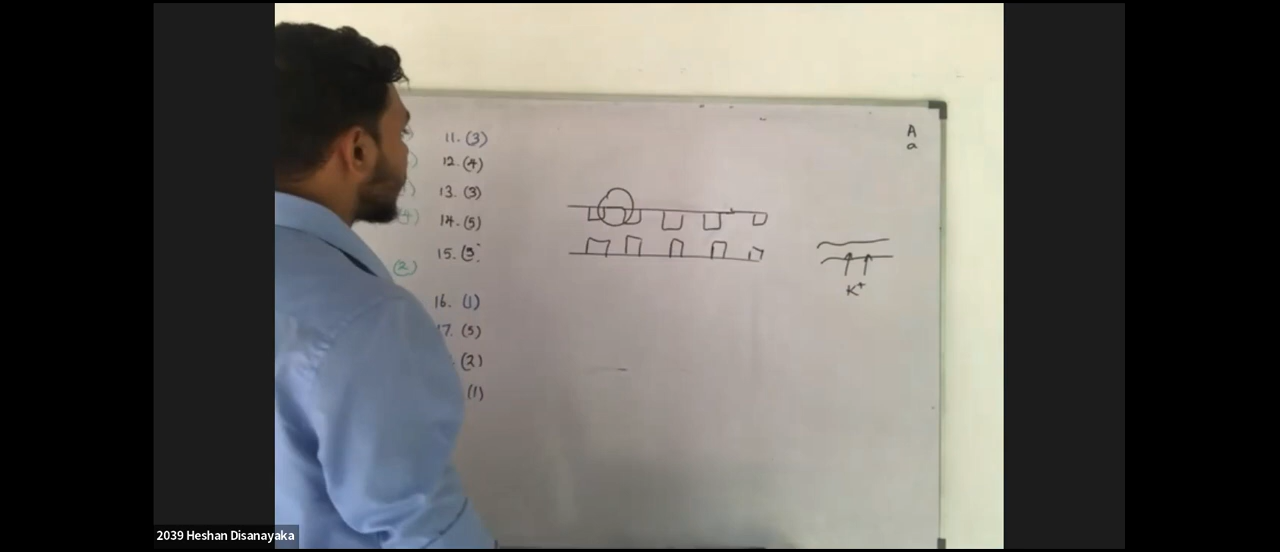 11. (3)
12. (4)
13. (3)
(4) 14. (5)
15. (3)
(2)
16. (1)
17. (5)
(2)
(1)
A
a
K+
2039 Heshan Disanayaka